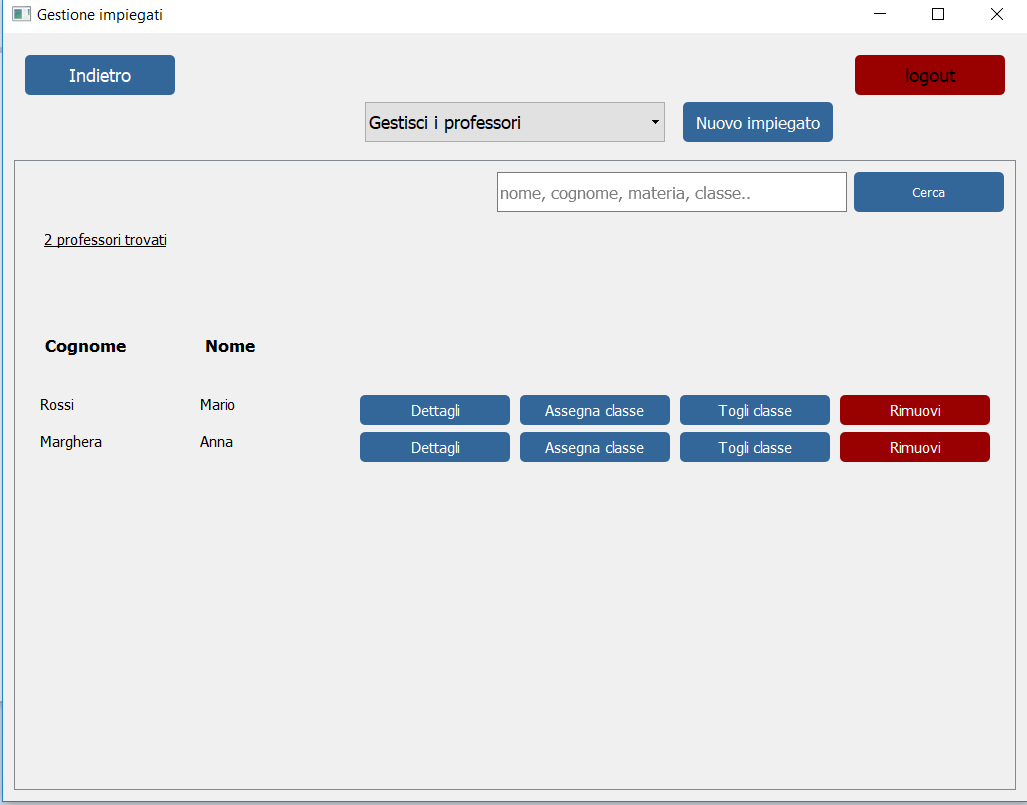 Gestione impiegati
Indietro
logout
Gestisci i professori
Nuovo impiegato
nome, cognome, materia, classe..
Cerca
2 professori trovati
Cognome Nome
Rossi Mario Dettagli Assegna classe Togli classe Rimuovi
Marghera Anna Dettagli Assegna classe Togli classe Rimuovi